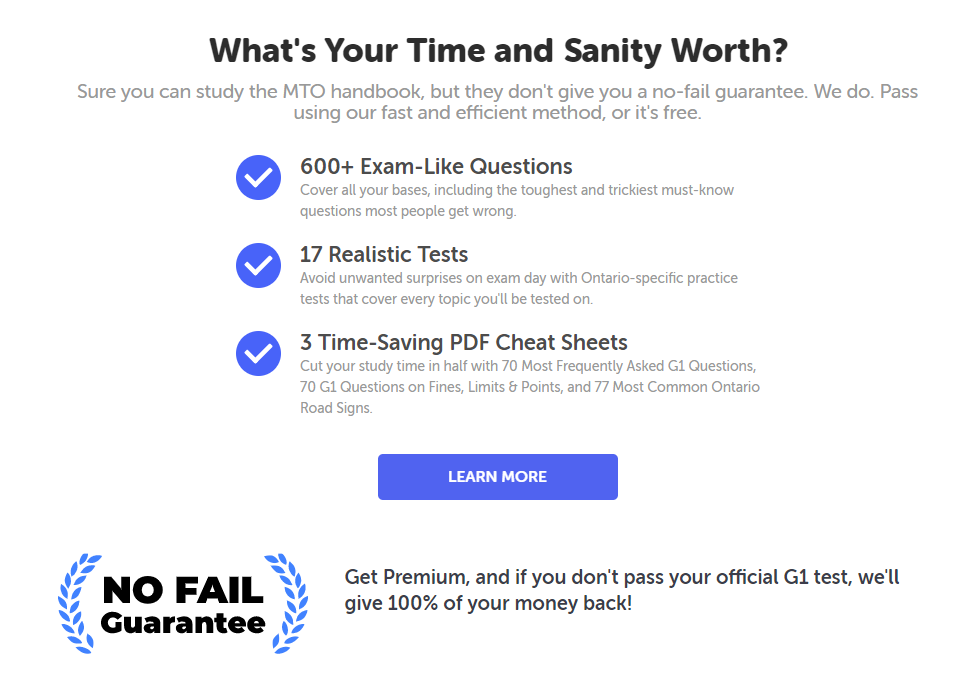 What's Your Time and Sanity Worth?
Sure you can study the MTO handbook, but they don't give you a no-fail guarantee. We do. Pass
using our fast and efficient method, or it's free.
600+ Exam-Like Questions
Cover all your bases, including the toughest and trickiest must-know
questions most people get wrong.
17 Realistic Tests
Avoid unwanted surprises on exam day with Ontario-specific practice
tests that cover every topic you'll be tested on.
3 Time-Saving PDF Cheat Sheets
Cut your study time in half with 70 Most Frequently Asked G1 Questions,
70 G1 Questions on Fines, Limits & Points, and 77 Most Common Ontario
Road Signs.
LEARN MORE
NO FAIL
Guarantee
Get Premium, and if you don't pass your official G1 test, we'll
give 100% of your money back!